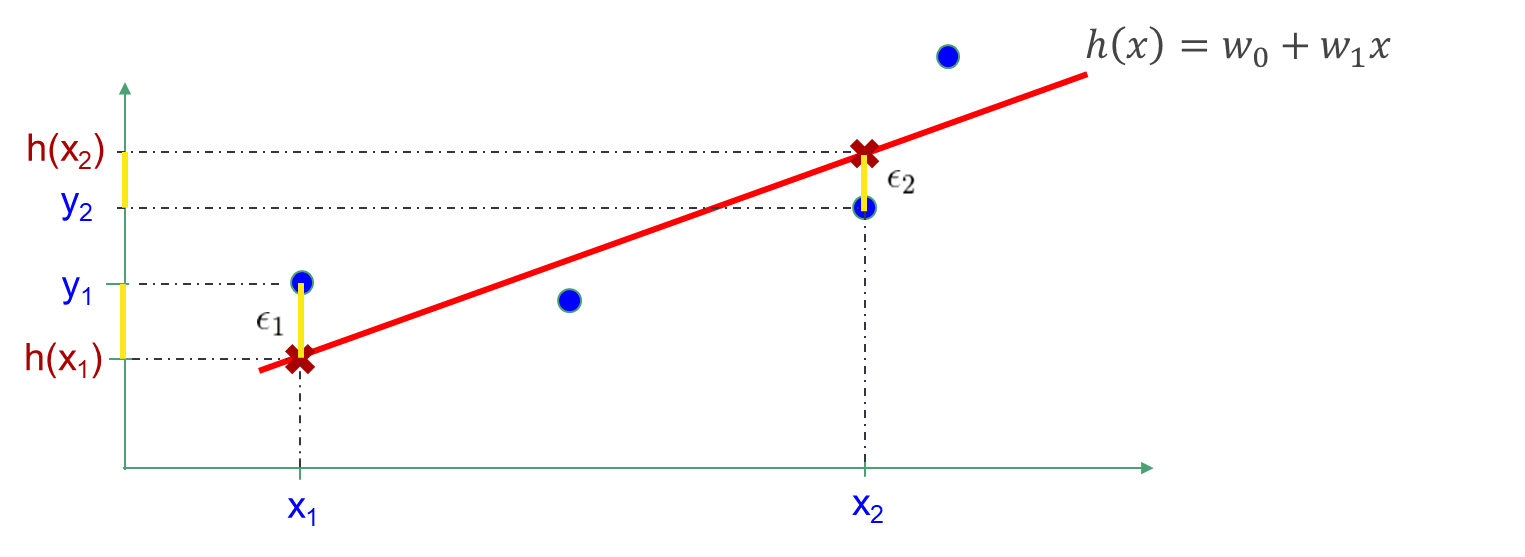 h(x) = w₀ + w₁x
h(x₂)
ϵ₂
y₂
y₁
ϵ₁
h(x₁)
x₁
x₂